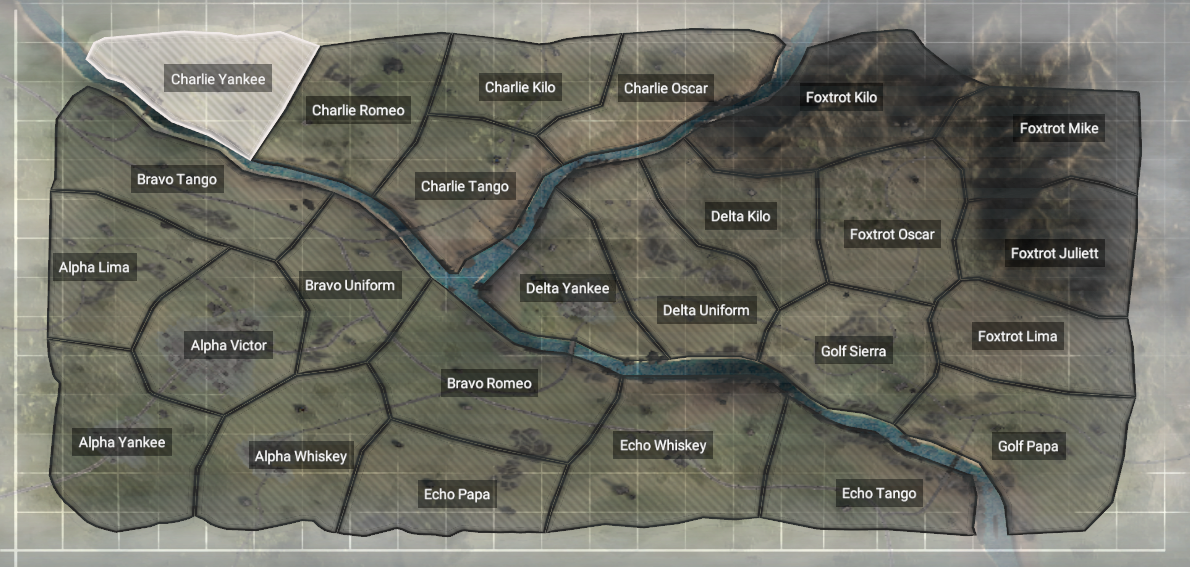 Charlie Yankee
Charlie Romeo
Charlie Kilo
Charlie Oscar
Foxtrot Kilo
Foxtrot Mike
Bravo Tango
Charlie Tango
Delta Kilo
Foxtrot Oscar
Foxtrot Juliett
Alpha Lima
Bravo Uniform
Delta Yankee
Delta Uniform
Foxtrot Lima
Alpha Victor
Golf Sierra
Bravo Romeo
Alpha Yankee
Alpha Whiskey
Echo Whiskey
Golf Papa
Echo Papa
Echo Tango